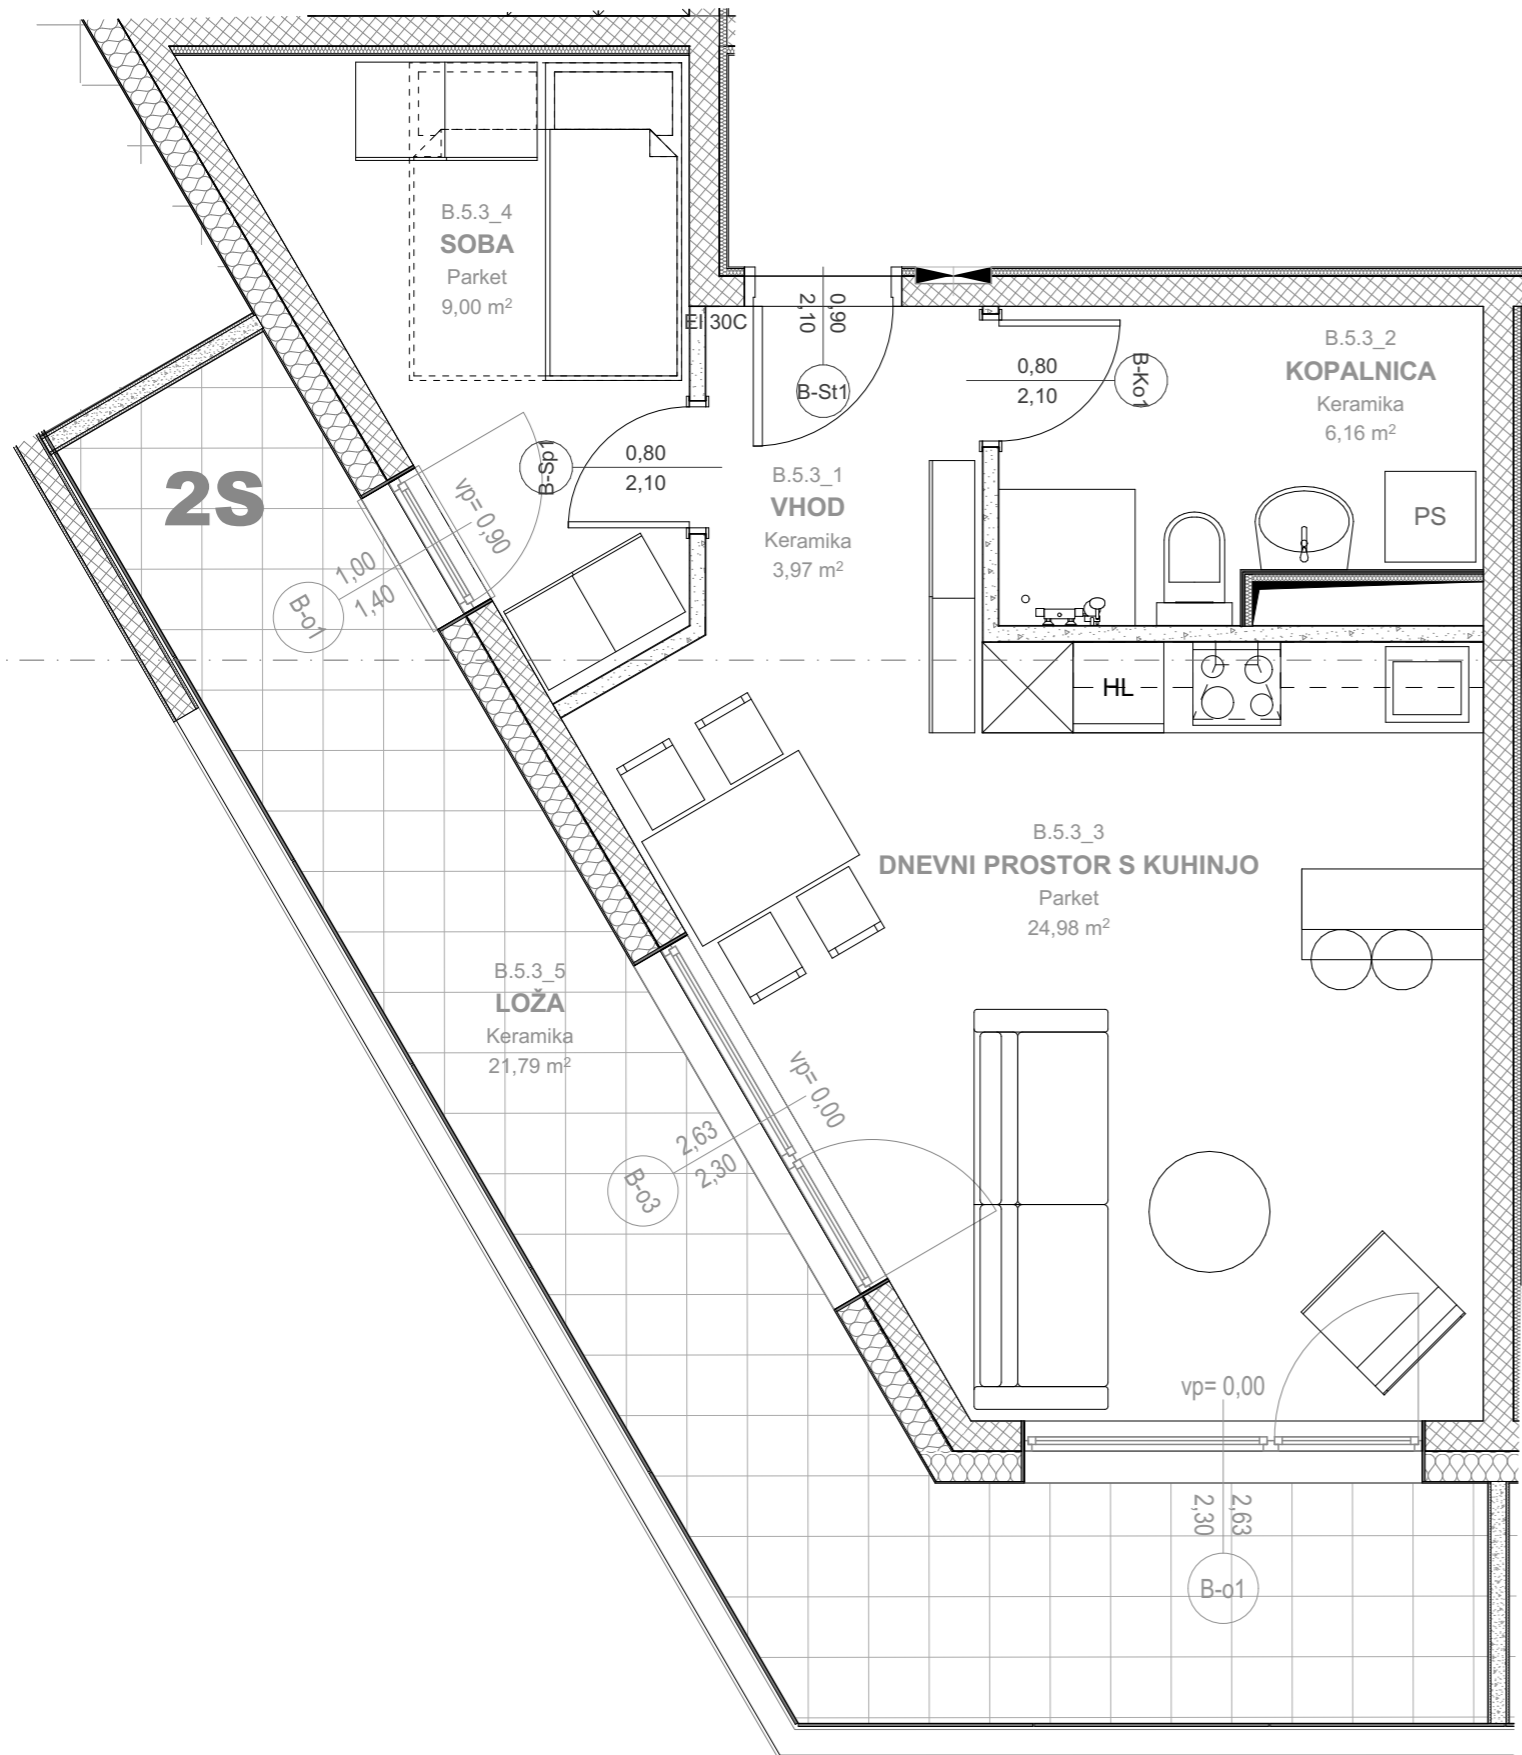 B.5.3_4
SOBA
Parket
9,00 m²
EI 30C
0,90
2,10
B-St1
0,80
2,10
B-Ko1
B.5.3_2
KOPALNICA
Keramika
6,16 m²
PS
B-Sd1
0,80
2,10
B.5.3_1
VHOD
Keramika
3,97 m²
2S
vp= 0,90
1,00
1,40
B-o1
HL
B.5.3_3
DNEVNI PROSTOR S KUHINJO
Parket
24,98 m²
B.5.3_5
LOŽA
Keramika
21,79 m²
vp= 0,00
2,63
2,30
B-o3
vp= 0,00
2,63
2,30
B-o1